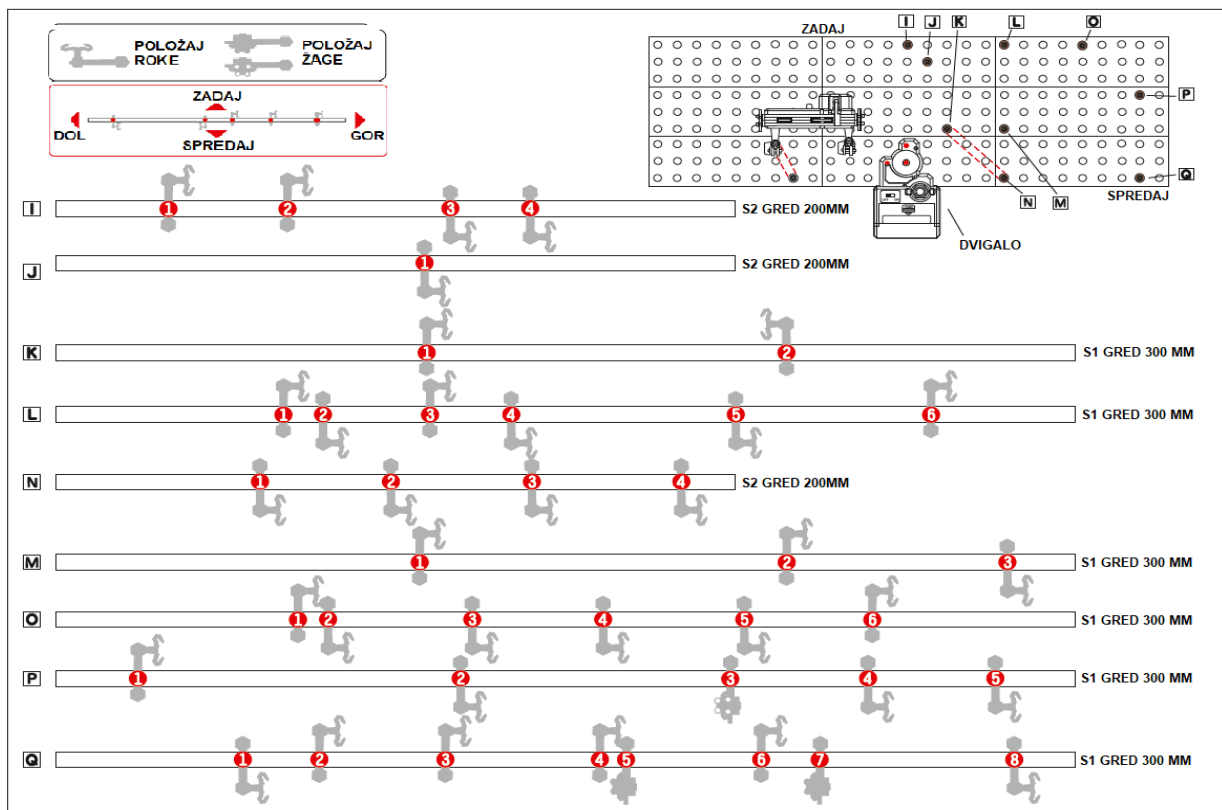 POLOŽAJ ROKE
POLOŽAJ ŽAGE
ZADAJ
DOL
GOR
SPREDAJ
ZADAJ
I
J
K
L
O
P
Q
N
M
SPREDAJ
DVIGALO
I
1 2 3 4
S2 GRED 200MM
J
1
S2 GRED 200MM
K
1 2
S1 GRED 300 MM
L
1 2 3 4 5 6
S1 GRED 300 MM
N
1 2 3 4
S2 GRED 200MM
M
1 2 3
S1 GRED 300 MM
O
1 2 3 4 5 6
S1 GRED 300 MM
P
1 2 3 4 5
S1 GRED 300 MM
Q
1 2 3 4 5 6 7 8
S1 GRED 300 MM